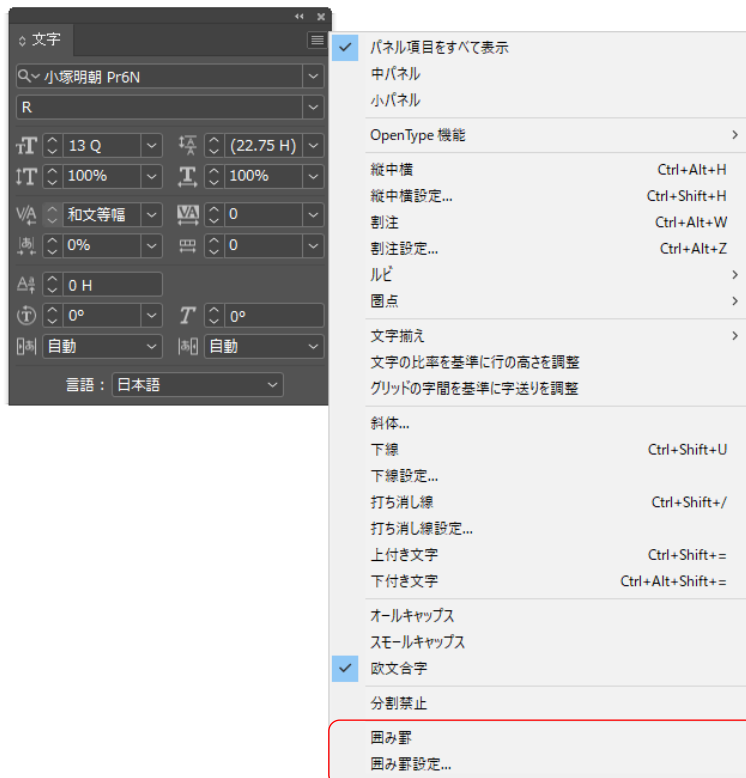 文字
小塚明朝 Pr6N
R
13 Q
(22.75 H)
100%
100%
和文等幅
0
0%
0
0 H
0°
0°
自動
自動
言語： 日本語
パネル項目をすべて表示
中パネル
小パネル
OpenType 機能
縦中横 Ctrl+Alt+H
縦中横設定... Ctrl+Shift+H
割注 Ctrl+Alt+W
割注設定... Ctrl+Alt+Z
ルビ
圏点
文字揃え
文字の比率を基準に行の高さを調整
グリッドの字間を基準に字送りを調整
斜体...
下線 Ctrl+Shift+U
下線設定...
打ち消し線 Ctrl+Shift+/
打ち消し線設定...
上付き文字 Ctrl+Shift+=
下付き文字 Ctrl+Alt+Shift+=
オールキャップス
スモールキャップス
欧文合字
分割禁止
囲み罫
囲み罫設定...